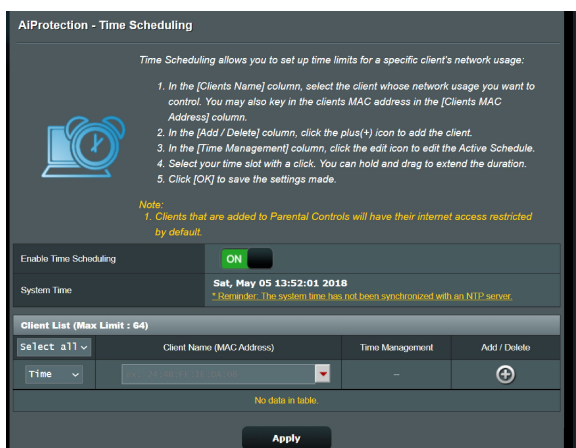 AiProtection - Time Scheduling
Time Scheduling allows you to set up time limits for a specific client's network usage:
1. In the [Clients Name] column, select the client whose network usage you want to
control. You may also key in the clients MAC address in the [Clients MAC
Address] column.
2. In the [Add / Delete] column, click the plus(+) icon to add the client.
3. In the [Time Management] column, click the edit icon to edit the Active Schedule.
4. Select your time slot with a click. You can hold and drag to extend the duration.
5. Click [OK] to save the settings made.
Note:
1. Clients that are added to Parental Controls will have their internet access restricted
by default.
Enable Time Scheduling ON
System Time Sat, May 05 13:52:01 2018
* Reminder: The system time has not been synchronized with an NTP server.
Client List (Max Limit : 64)
Select all Client Name (MAC Address) Time Management Add / Delete
Time –
No data in table.
Apply